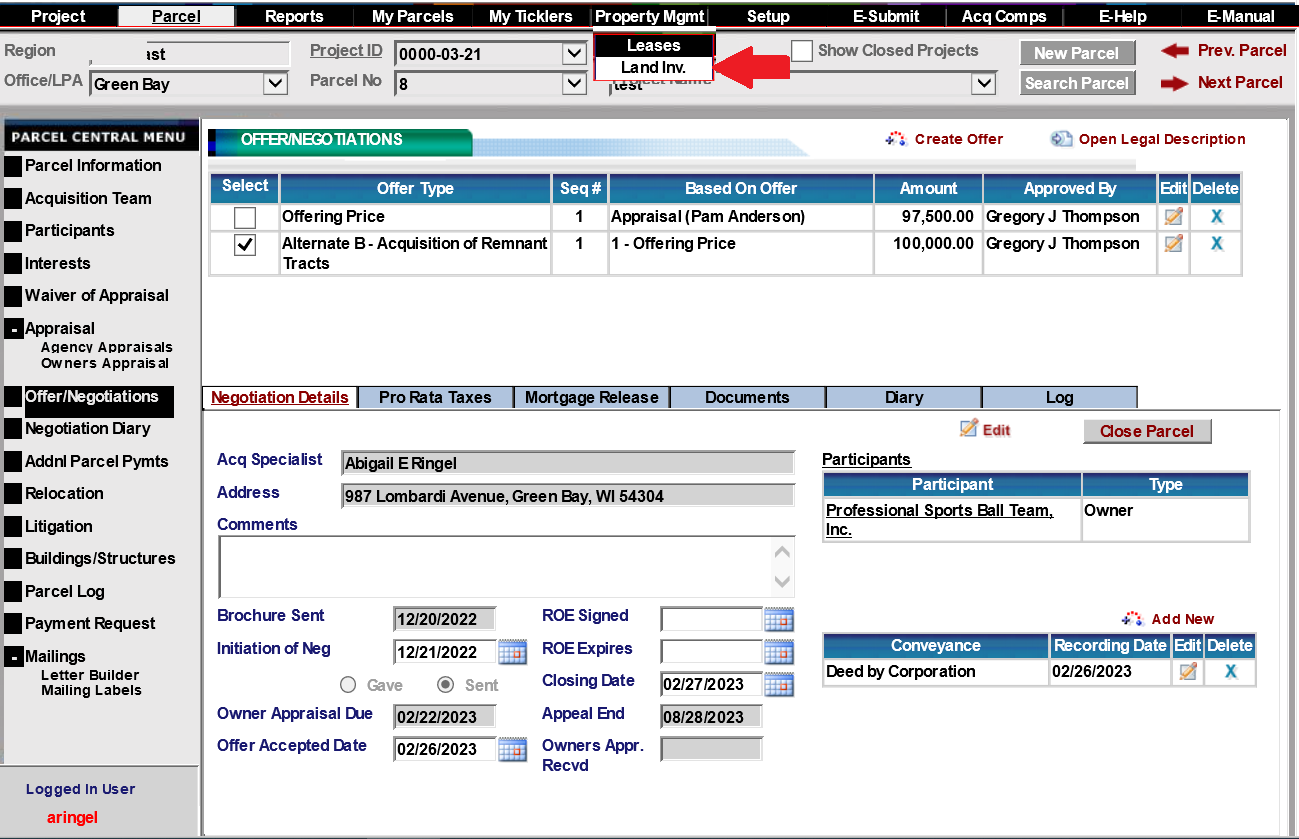 Project Parcel Reports My Parcels My Ticklers Property Mgmt Setup E-Submit Acq Comps E-Help E-Manual
Region ast Project ID 0000-03-21 Leases Show Closed Projects New Parcel Prev. Parcel
Land Inv.
Office/LPA Green Bay Parcel No 8 Project Name test Search Parcel Next Parcel
PARCEL CENTRAL MENU
Parcel Information
Acquisition Team
Participants
Interests
Waiver of Appraisal
- Appraisal
Agency Appraisals
Owners Appraisal
Offer/Negotiations
Negotiation Diary
Addnl Parcel Pymts
Relocation
Litigation
Buildings/Structures
Parcel Log
Payment Request
- Mailings
Letter Builder
Mailing Labels
Logged In User
aringel
OFFER/NEGOTIATIONS Create Offer Open Legal Description
Select Offer Type Seq # Based On Offer Amount Approved By Edit Delete
Offering Price 1 Appraisal (Pam Anderson) 97,500.00 Gregory J Thompson X
Alternate B - Acquisition of Remnant 1 1 - Offering Price 100,000.00 Gregory J Thompson X
Tracts
Negotiation Details Pro Rata Taxes Mortgage Release Documents Diary Log
Edit Close Parcel
Acq Specialist Abigail E Ringel
Address 987 Lombardi Avenue, Green Bay, WI 54304
Comments
Brochure Sent 12/20/2022 ROE Signed
Initiation of Neg 12/21/2022 ROE Expires
Gave Sent Closing Date 02/27/2023
Owner Appraisal Due 02/22/2023 Appeal End 08/28/2023
Offer Accepted Date 02/26/2023 Owners Appr.
Recvd
Participants
Participant Type
Professional Sports Ball Team, Owner
Inc.
Add New
Conveyance Recording Date Edit Delete
Deed by Corporation 02/26/2023 X